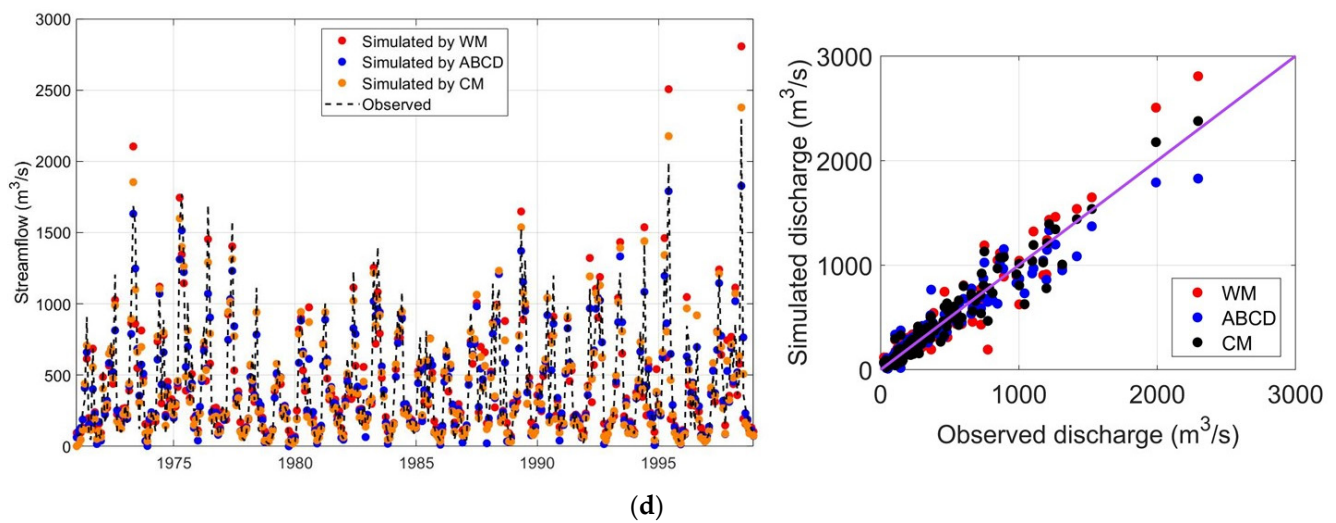 3000
2500
2000
1500
1000
500
0
Streamflow (m³/s)
Simulated by WM
Simulated by ABCD
Simulated by CM
Observed
1975
1980
1985
1990
1995
3000
2000
1000
0
Simulated discharge (m³/s)
WM
ABCD
CM
0
1000
2000
3000
Observed discharge (m³/s)
(d)